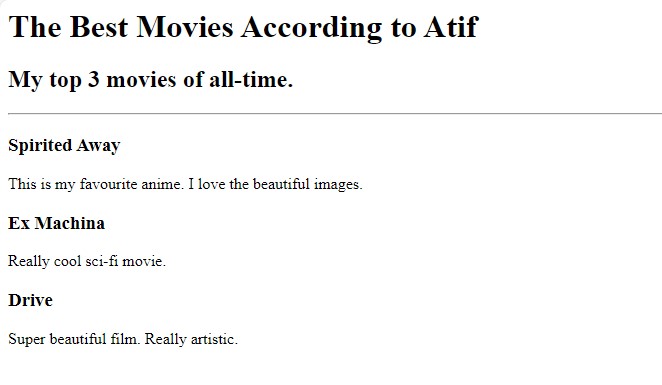 The Best Movies According to Atif
My top 3 movies of all-time.
Spirited Away
This is my favourite anime. I love the beautiful images.
Ex Machina
Really cool sci-fi movie.
Drive
Super beautiful film. Really artistic.